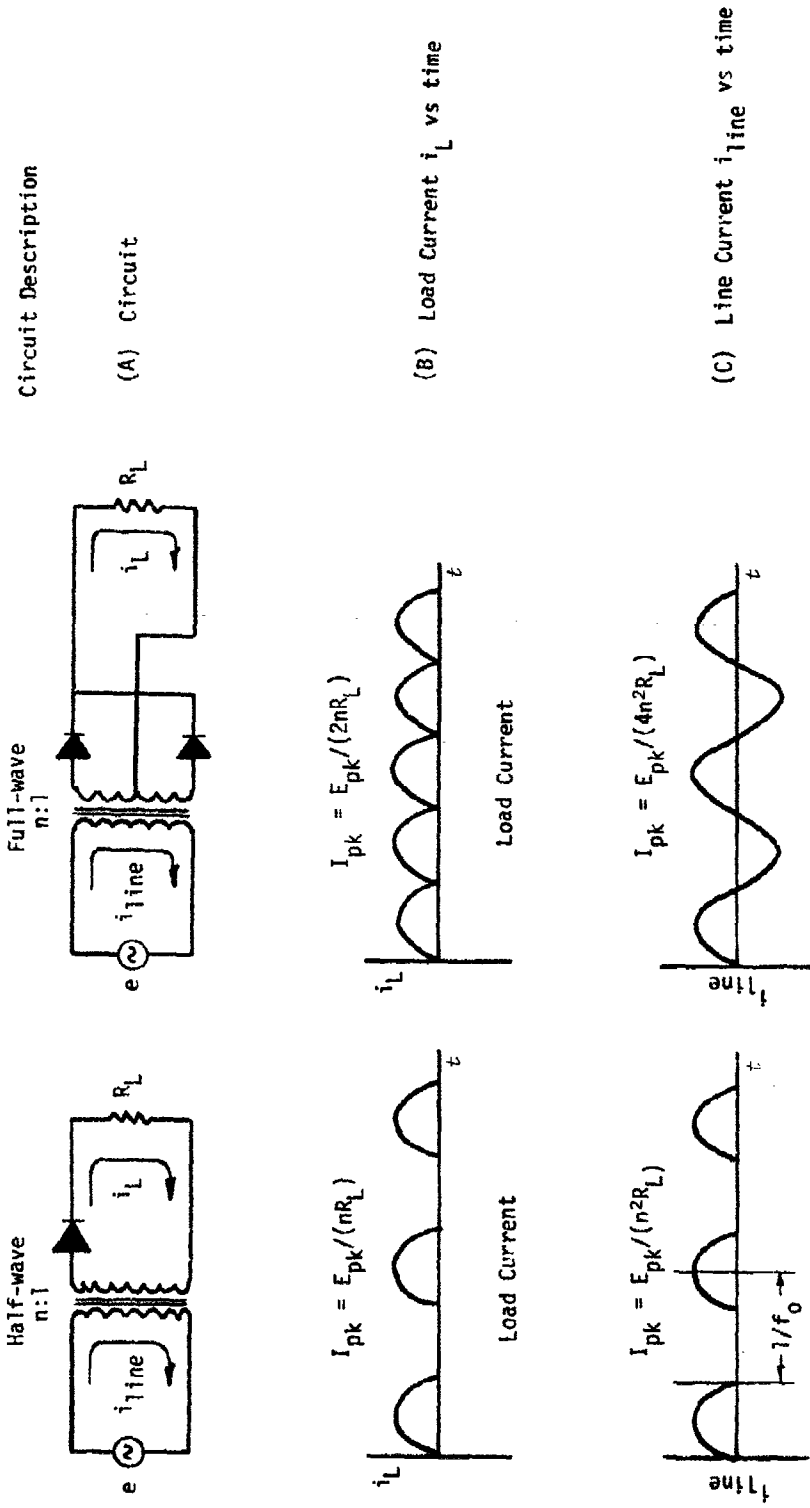 Circuit Description
Half-wave
n:1
Full-wave
n:1
(A) Circuit
e
i_line
i_L
R_L
e
i_line
i_L
R_L
(B) Load Current i_L vs time
I_pk = E_pk/(nR_L)
i_L
t
Load Current
I_pk = E_pk/(2nR_L)
i_L
t
Load Current
(C) Line Current i_line vs time
I_pk = E_pk/(n²R_L)
i_line
t
1/f_0
I_pk = E_pk/(4n²R_L)
i_line
t